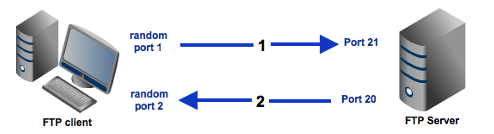 random
port 1
1
Port 21
random
port 2
2
Port 20
FTP client
FTP Server